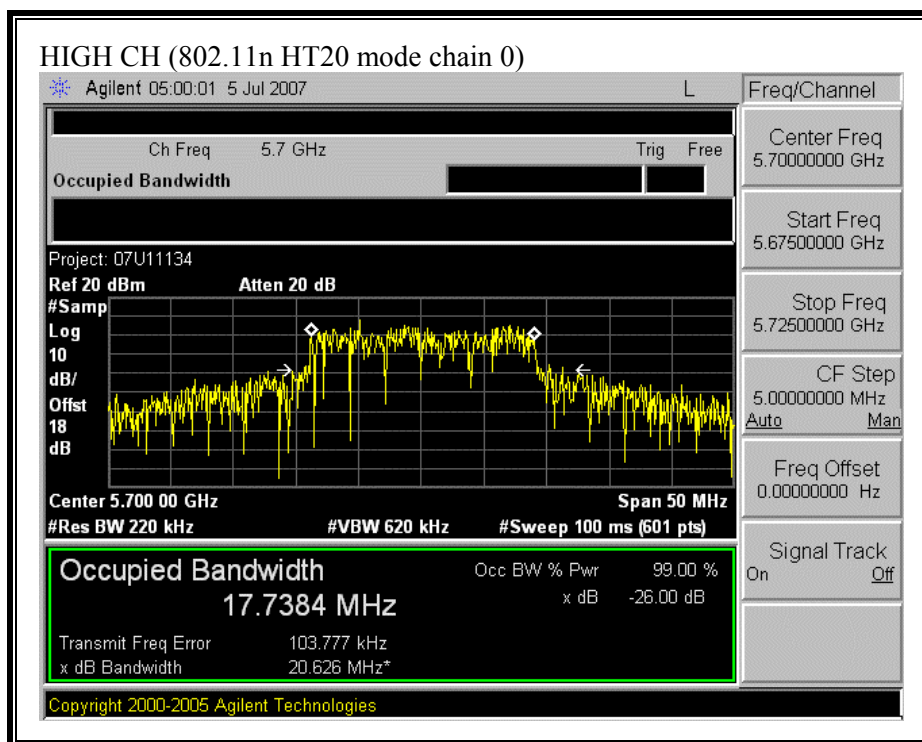 HIGH CH (802.11n HT20 mode chain 0)
Agilent 05:00:01 5 Jul 2007 L
Freq/Channel
Ch Freq 5.7 GHz Trig Free
Occupied Bandwidth
Center Freq
5.70000000 GHz
Start Freq
5.67500000 GHz
Stop Freq
5.72500000 GHz
CF Step
5.00000000 MHz
Auto Man
Freq Offset
0.00000000 Hz
Signal Track
On Off
Project: 07U11134
Ref 20 dBm Atten 20 dB
#Samp
Log
10
dB/
Offst
18
dB
Center 5.700 00 GHz Span 50 MHz
#Res BW 220 kHz #VBW 620 kHz #Sweep 100 ms (601 pts)
Occupied Bandwidth Occ BW % Pwr 99.00 %
17.7384 MHz x dB -26.00 dB
Transmit Freq Error 103.777 kHz
x dB Bandwidth 20.626 MHz*
Copyright 2000-2005 Agilent Technologies